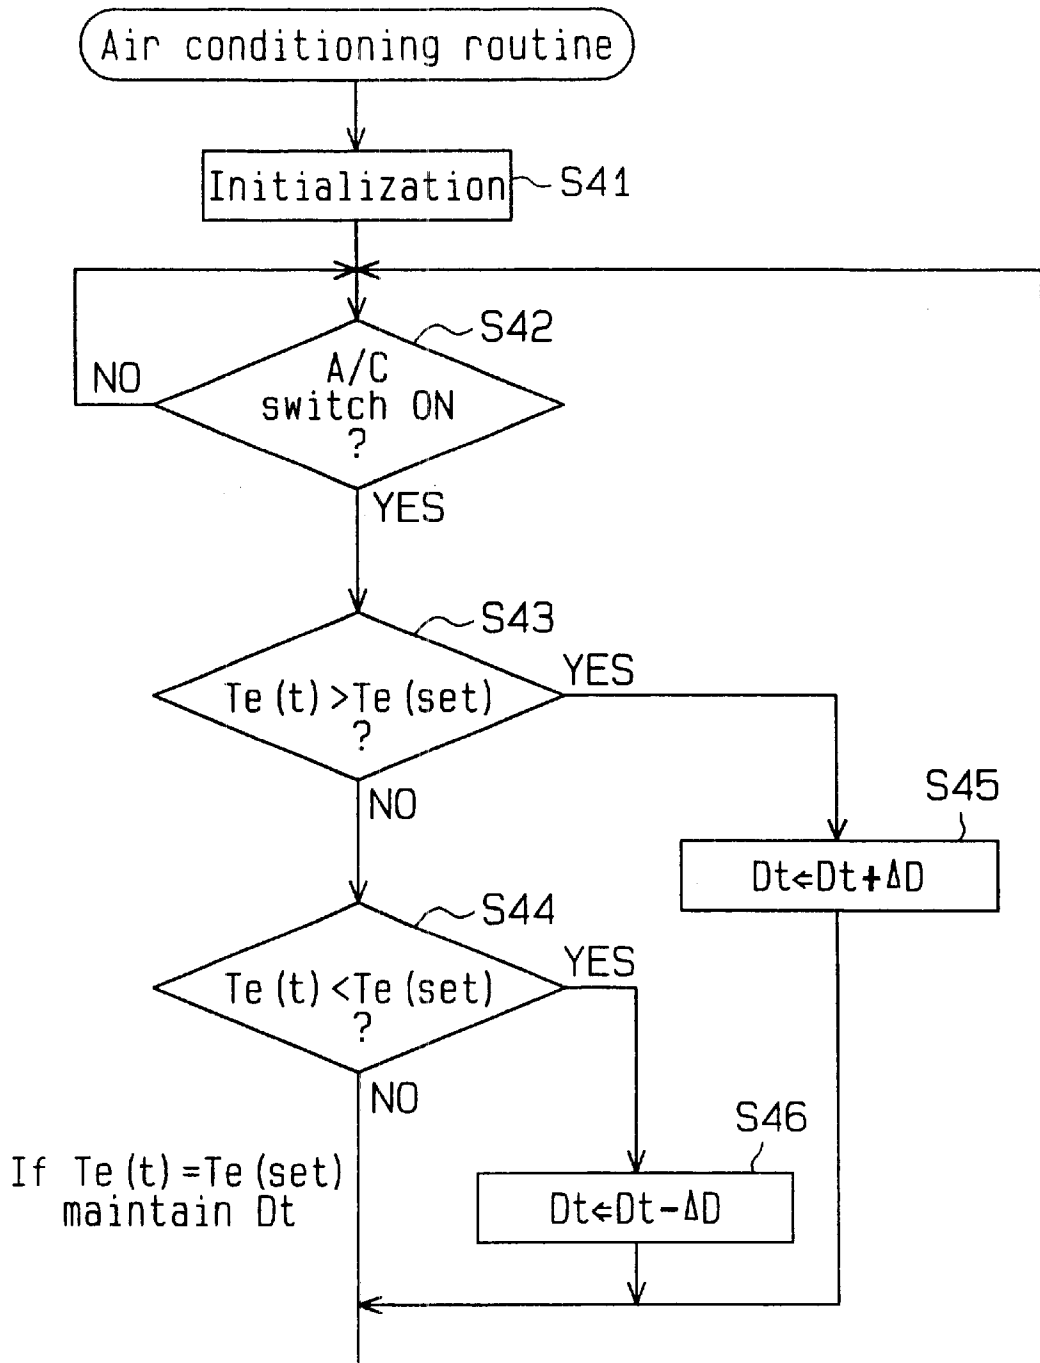 Air conditioning routine
Initialization
S41
S42
A/C
switch ON
?
NO
YES
S43
Te(t)>Te(set)
?
YES
NO
S45
Dt⇐Dt+ΔD
S44
Te(t)<Te(set)
?
YES
NO
S46
Dt⇐Dt-ΔD
If Te(t)=Te(set)
maintain Dt